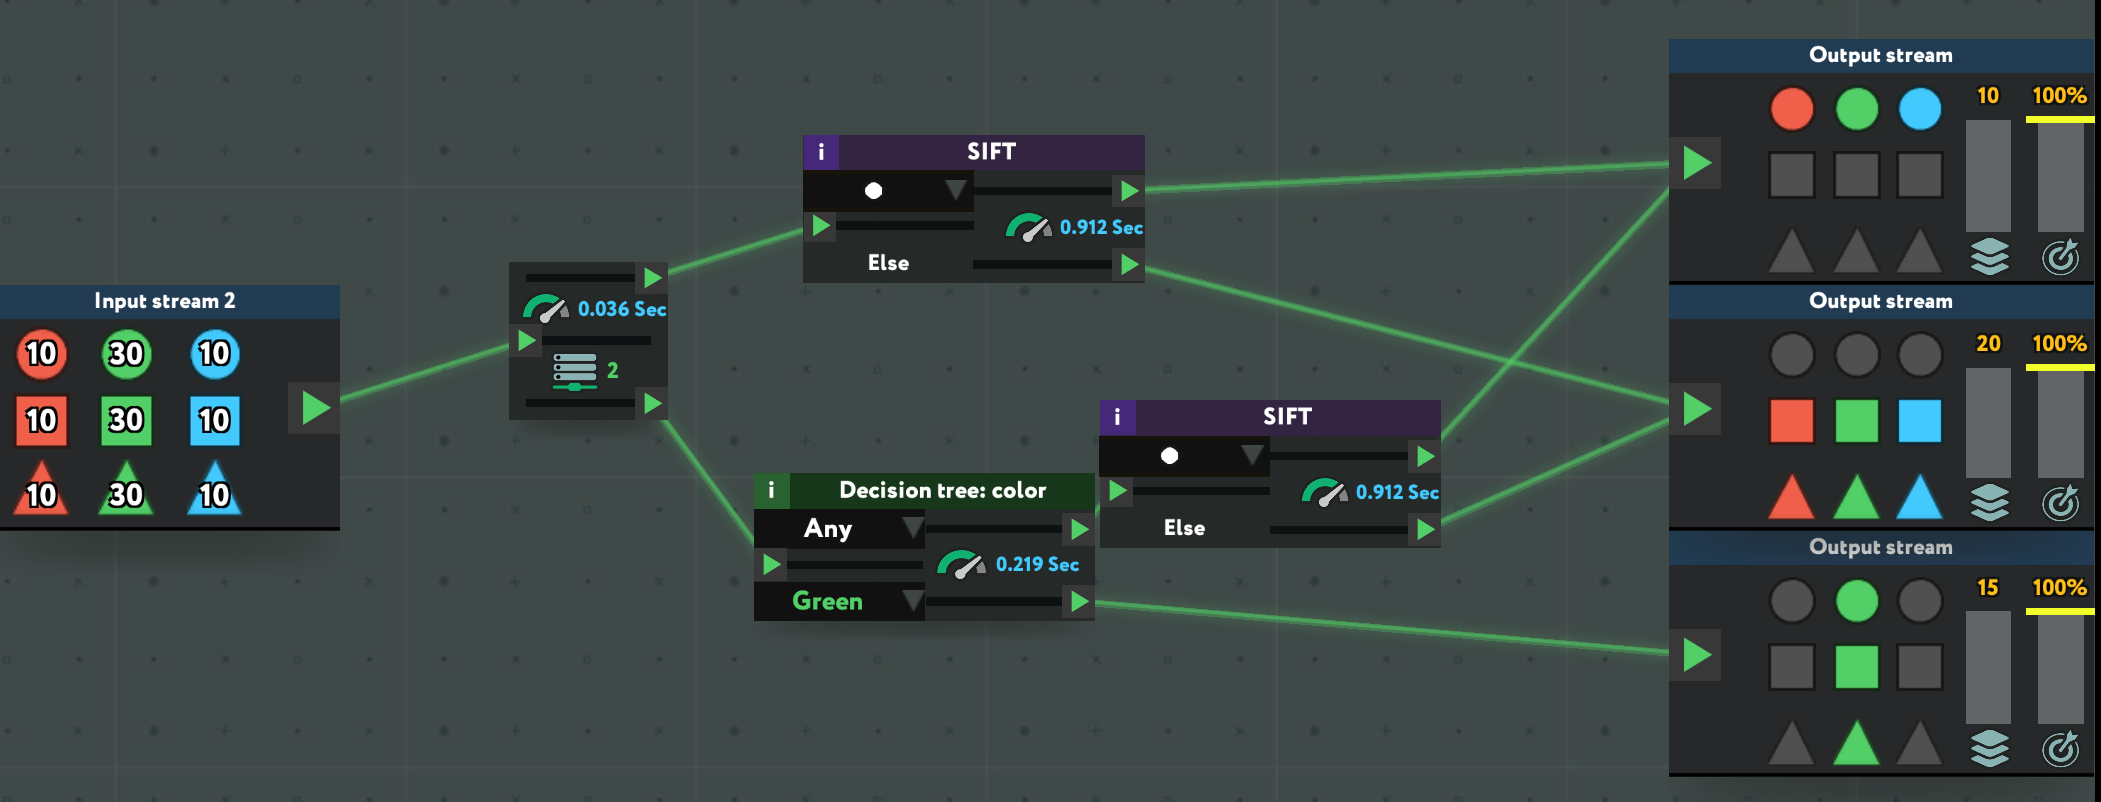 Output stream
10 100%
i SIFT
0.912 Sec
Else
Input stream 2
10 30 10
10 30 10
10 30 10
0.036 Sec
2
Output stream
20 100%
i SIFT
0.912 Sec
Else
i Decision tree: color
Any
0.219 Sec
Green
Output stream
15 100%